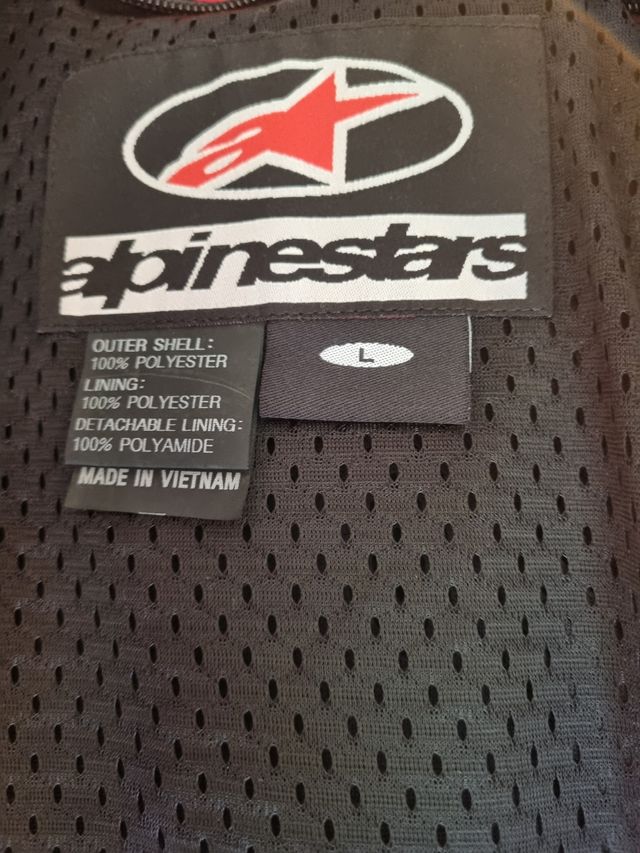 alpinestars
OUTER SHELL:
100% POLYESTER
LINING:
100% POLYESTER
DETACHABLE LINING:
100% POLYAMIDE
MADE IN VIETNAM
L